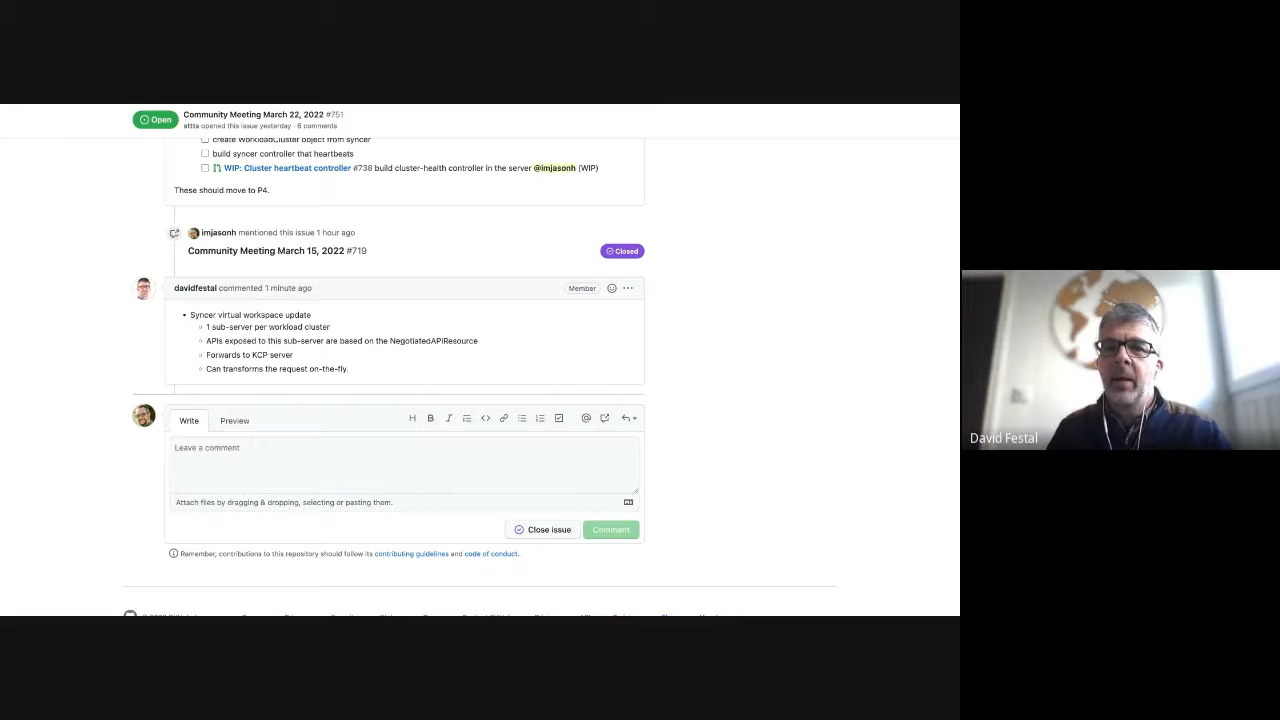 Open
Community Meeting March 22, 2022 #751
sttts opened this issue yesterday · 6 comments
create WorkloadCluster object from syncer
build syncer controller that heartbeats
WIP: Cluster heartbeat controller #738 build cluster-health controller in the server @imjasonh (WIP)
These should move to P4.
imjasonh mentioned this issue 1 hour ago
Community Meeting March 15, 2022 #719
Closed
davidfestal commented 1 minute ago
Member
Syncer virtual workspace update
1 sub-server per workload cluster
APIs exposed to this sub-server are based on the NegotiatedAPIResource
Forwards to KCP server
Can transforms the request on-the-fly.
Write
Preview
Leave a comment
Attach files by dragging & dropping, selecting or pasting them.
Close issue
Comment
Remember, contributions to this repository should follow its contributing guidelines and code of conduct.
David Festal